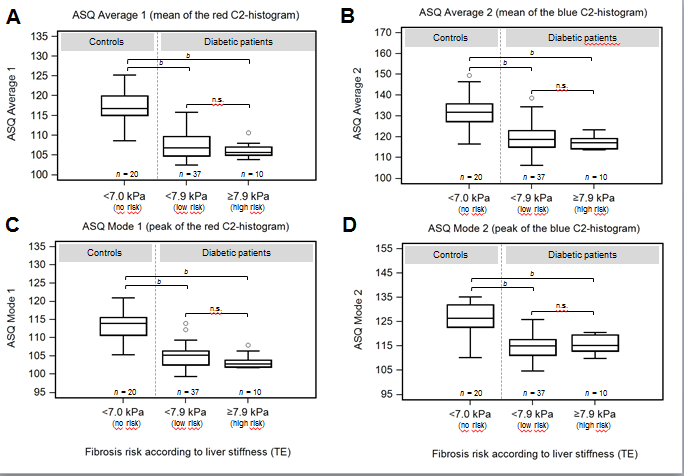 A
ASQ Average 1 (mean of the red C2-histogram)
Controls
Diabetic patients
b
b
n.s.
ASQ Average 1
135
130
125
120
115
110
105
100
n = 20
n = 37
n = 10
<7.0 kPa
(no risk)
<7.9 kPa
(low risk)
≥7.9 kPa
(high risk)
B
ASQ Average 2 (mean of the blue C2-histogram)
Controls
Diabetic patients
b
b
n.s.
ASQ Average 2
170
160
150
140
130
120
110
100
n = 20
n = 37
n = 10
<7.0 kPa
(no risk)
<7.9 kPa
(low risk)
≥7.9 kPa
(high risk)
C
ASQ Mode 1 (peak of the red C2-histogram)
Controls
Diabetic patients
b
b
n.s.
ASQ Mode 1
135
130
125
120
115
110
105
100
95
n = 20
n = 37
n = 10
<7.0 kPa
(no risk)
<7.9 kPa
(low risk)
≥7.9 kPa
(high risk)
Fibrosis risk according to liver stiffness (TE)
D
ASQ Mode 2 (peak of the blue C2-histogram)
Controls
Diabetic patients
b
b
n.s.
ASQ Mode 2
155
145
135
125
115
105
95
n = 20
n = 37
n = 10
<7.0 kPa
(no risk)
<7.9 kPa
(low risk)
≥7.9 kPa
(high risk)
Fibrosis risk according to liver stiffness (TE)